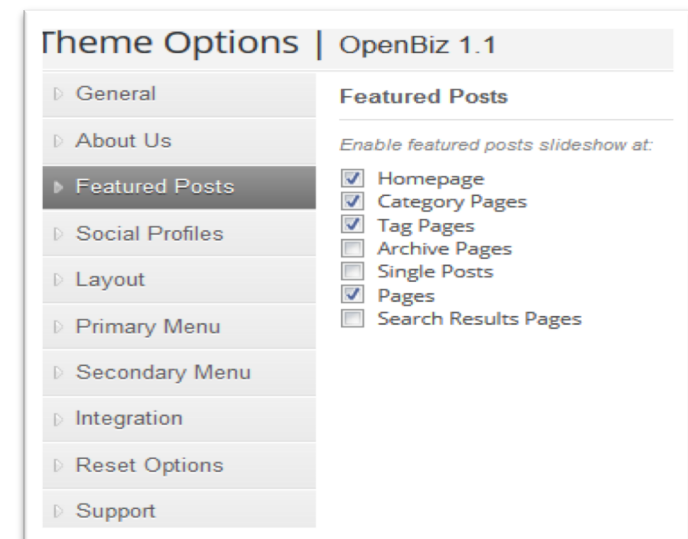 Theme Options | OpenBiz 1.1
General
About Us
Featured Posts
Social Profiles
Layout
Primary Menu
Secondary Menu
Integration
Reset Options
Support
Featured Posts
Enable featured posts slideshow at:
Homepage
Category Pages
Tag Pages
Archive Pages
Single Posts
Pages
Search Results Pages